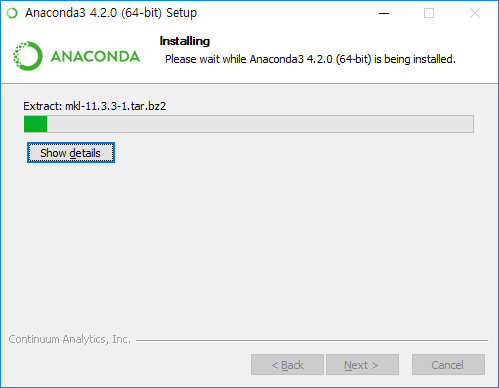 Anaconda3 4.2.0 (64-bit) Setup
ANACONDA
Installing
Please wait while Anaconda3 4.2.0 (64-bit) is being installed.
Extract: mkl-11.3.3-1.tar.bz2
Show details
Continuum Analytics, Inc.
< Back
Next >
Cancel